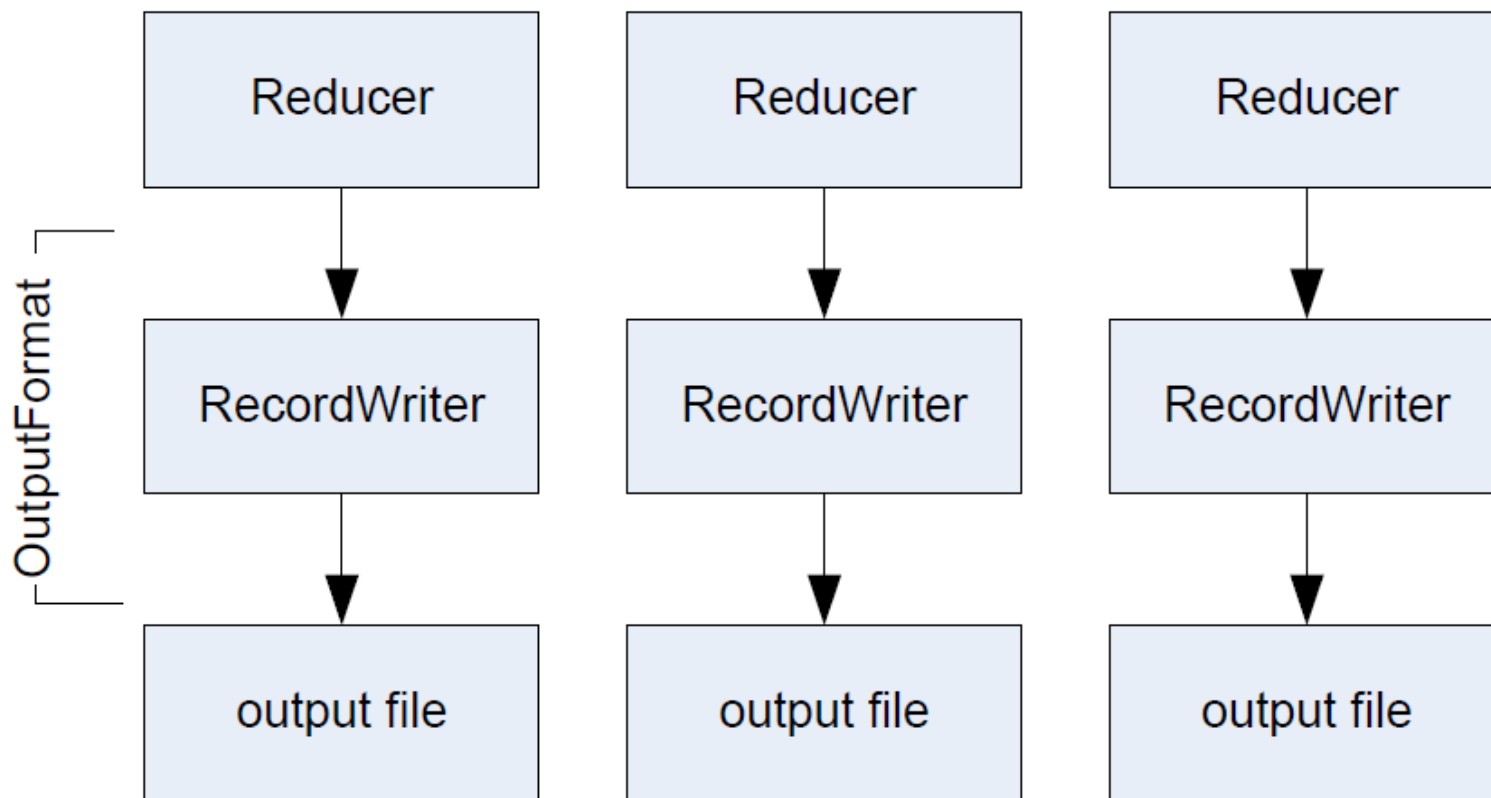 Reducer Reducer Reducer
OutputFormat
RecordWriter RecordWriter RecordWriter
output file output file output file